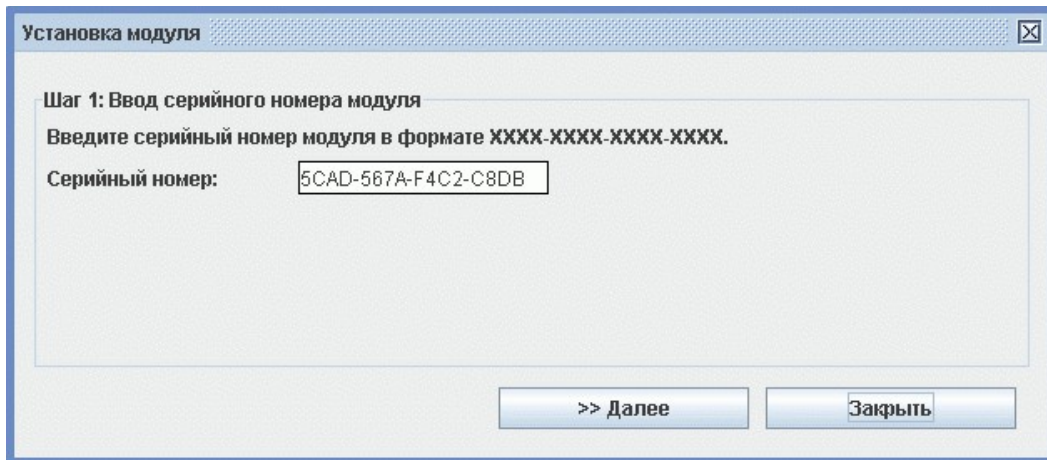 Установка модуля
Шаг 1: Ввод серийного номера модуля
Введите серийный номер модуля в формате XXXX-XXXX-XXXX-XXXX.
Серийный номер: 5CAD-567A-F4C2-C8DB
>> Далее Закрыть